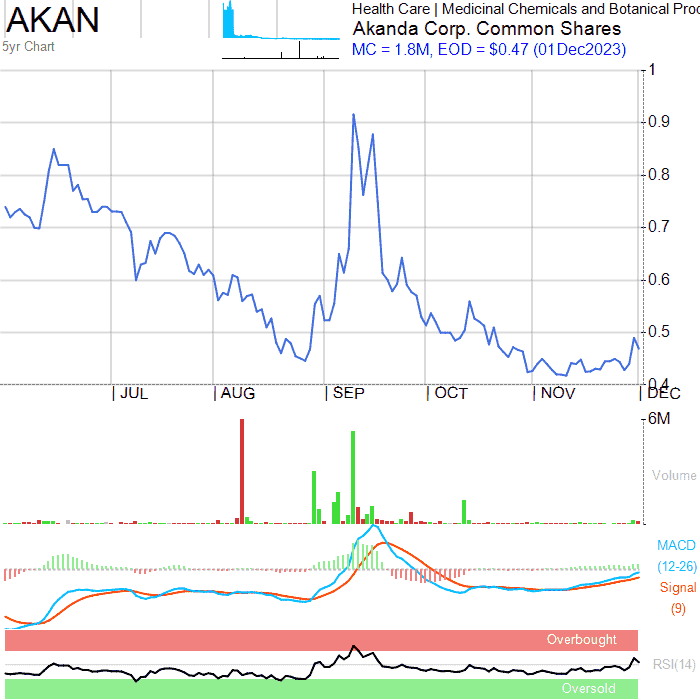 AKAN
5yr Chart
Health Care | Medicinal Chemicals and Botanical Proc
Akanda Corp. Common Shares
MC = 1.8M, EOD = $0.47 (01Dec2023)
1
0.9
0.8
0.7
0.6
0.5
0.4
JUL AUG SEP OCT NOV DEC
6M
Volume
MACD
(12-26)
Signal
(9)
Overbought
RSI(14)
Oversold